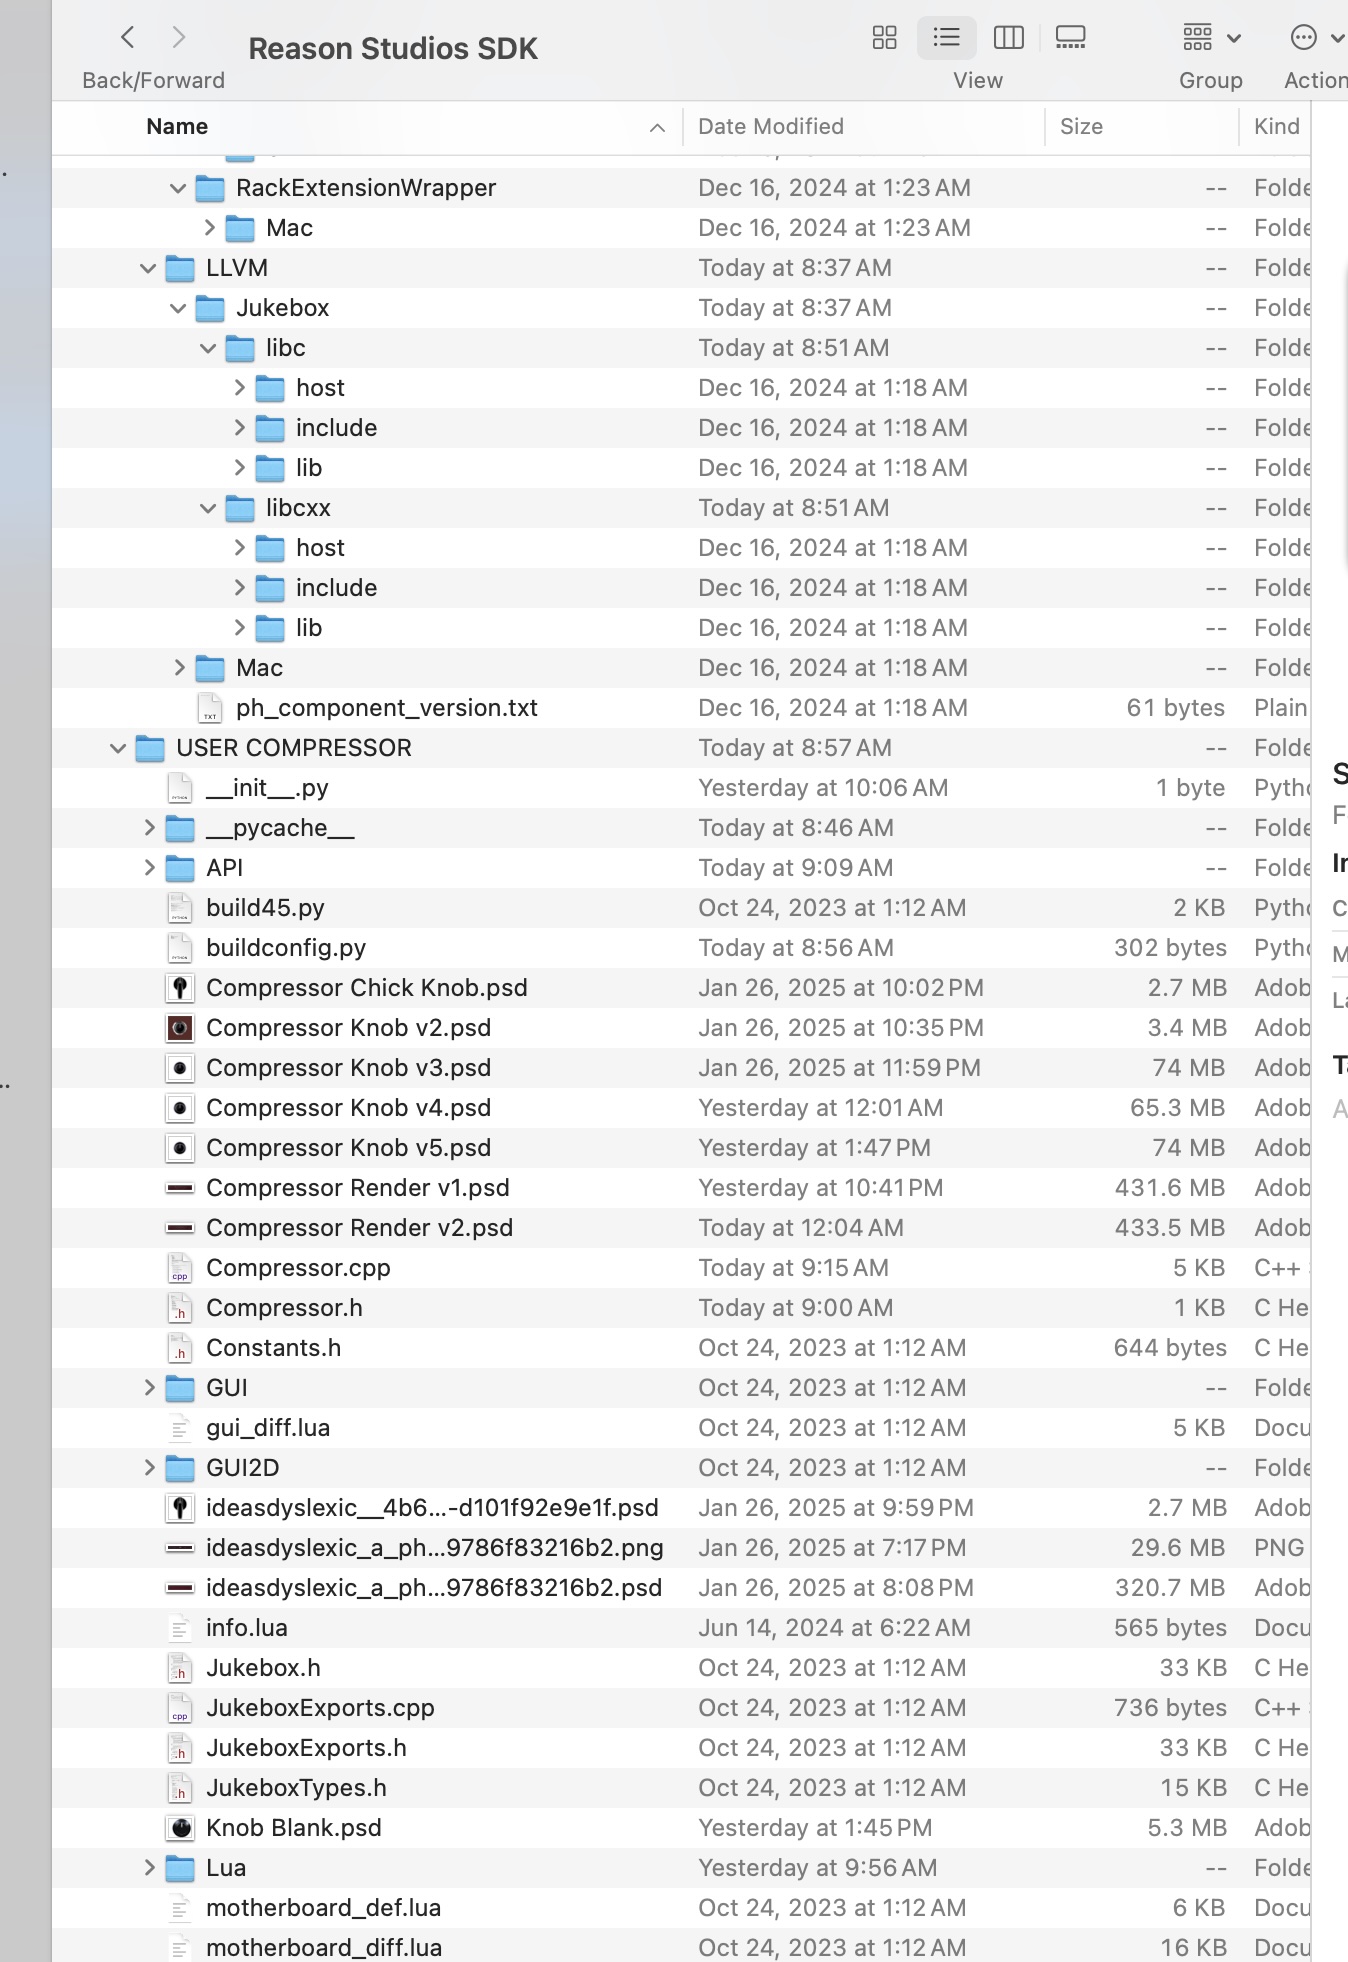 Reason Studios SDK
Back/Forward View Group Action
Name Date Modified Size Kind
RackExtensionWrapper Dec 16, 2024 at 1:23 AM -- Folde
Mac Dec 16, 2024 at 1:23 AM -- Folde
LLVM Today at 8:37 AM -- Folde
Jukebox Today at 8:37 AM -- Folde
libc Today at 8:51 AM -- Folde
host Dec 16, 2024 at 1:18 AM -- Folde
include Dec 16, 2024 at 1:18 AM -- Folde
lib Dec 16, 2024 at 1:18 AM -- Folde
libcxx Today at 8:51 AM -- Folde
host Dec 16, 2024 at 1:18 AM -- Folde
include Dec 16, 2024 at 1:18 AM -- Folde
lib Dec 16, 2024 at 1:18 AM -- Folde
Mac Dec 16, 2024 at 1:18 AM -- Folde
ph_component_version.txt Dec 16, 2024 at 1:18 AM 61 bytes Plain
USER COMPRESSOR Today at 8:57 AM -- Folde
__init__.py Yesterday at 10:06 AM 1 byte Pytho
__pycache__ Today at 8:46 AM -- Folde
API Today at 9:09 AM -- Folde
build45.py Oct 24, 2023 at 1:12 AM 2 KB Pytho
buildconfig.py Today at 8:56 AM 302 bytes Pytho
Compressor Chick Knob.psd Jan 26, 2025 at 10:02 PM 2.7 MB Adob
Compressor Knob v2.psd Jan 26, 2025 at 10:35 PM 3.4 MB Adob
Compressor Knob v3.psd Jan 26, 2025 at 11:59 PM 74 MB Adob
Compressor Knob v4.psd Yesterday at 12:01 AM 65.3 MB Adob
Compressor Knob v5.psd Yesterday at 1:47 PM 74 MB Adob
Compressor Render v1.psd Yesterday at 10:41 PM 431.6 MB Adob
Compressor Render v2.psd Today at 12:04 AM 433.5 MB Adob
Compressor.cpp Today at 9:15 AM 5 KB C++
Compressor.h Today at 9:00 AM 1 KB C He
Constants.h Oct 24, 2023 at 1:12 AM 644 bytes C He
GUI Oct 24, 2023 at 1:12 AM -- Folde
gui_diff.lua Oct 24, 2023 at 1:12 AM 5 KB Docu
GUI2D Oct 24, 2023 at 1:12 AM -- Folde
ideasdyslexic__4b6...-d101f92e9e1f.psd Jan 26, 2025 at 9:59 PM 2.7 MB Adob
ideasdyslexic_a_ph...9786f83216b2.png Jan 26, 2025 at 7:17 PM 29.6 MB PNG
ideasdyslexic_a_ph...9786f83216b2.psd Jan 26, 2025 at 8:08 PM 320.7 MB Adob
info.lua Jun 14, 2024 at 6:22 AM 565 bytes Docu
Jukebox.h Oct 24, 2023 at 1:12 AM 33 KB C He
JukeboxExports.cpp Oct 24, 2023 at 1:12 AM 736 bytes C++
JukeboxExports.h Oct 24, 2023 at 1:12 AM 33 KB C He
JukeboxTypes.h Oct 24, 2023 at 1:12 AM 15 KB C He
Knob Blank.psd Yesterday at 1:45 PM 5.3 MB Adob
Lua Yesterday at 9:56 AM -- Folde
motherboard_def.lua Oct 24, 2023 at 1:12 AM 6 KB Docu
motherboard_diff.lua Oct 24, 2023 at 1:12 AM 16 KB Docu